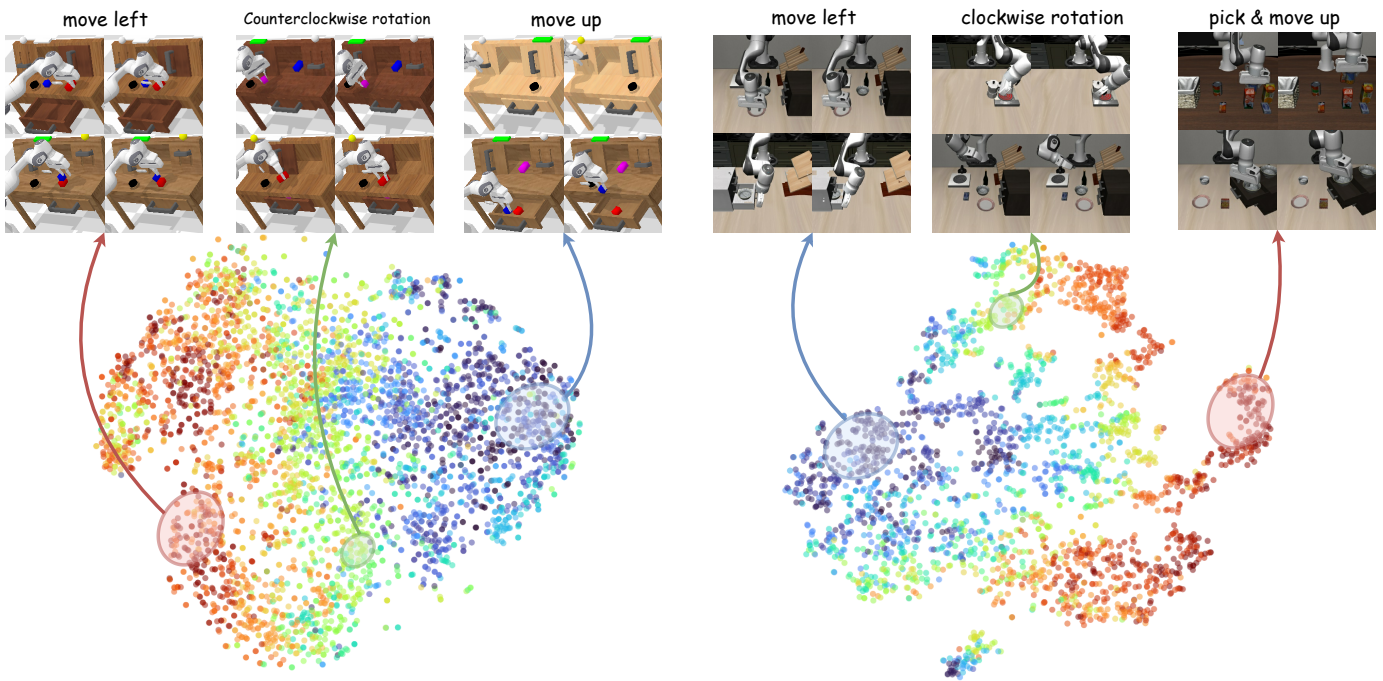 move left
Counterclockwise rotation
move up
move left
clockwise rotation
pick & move up